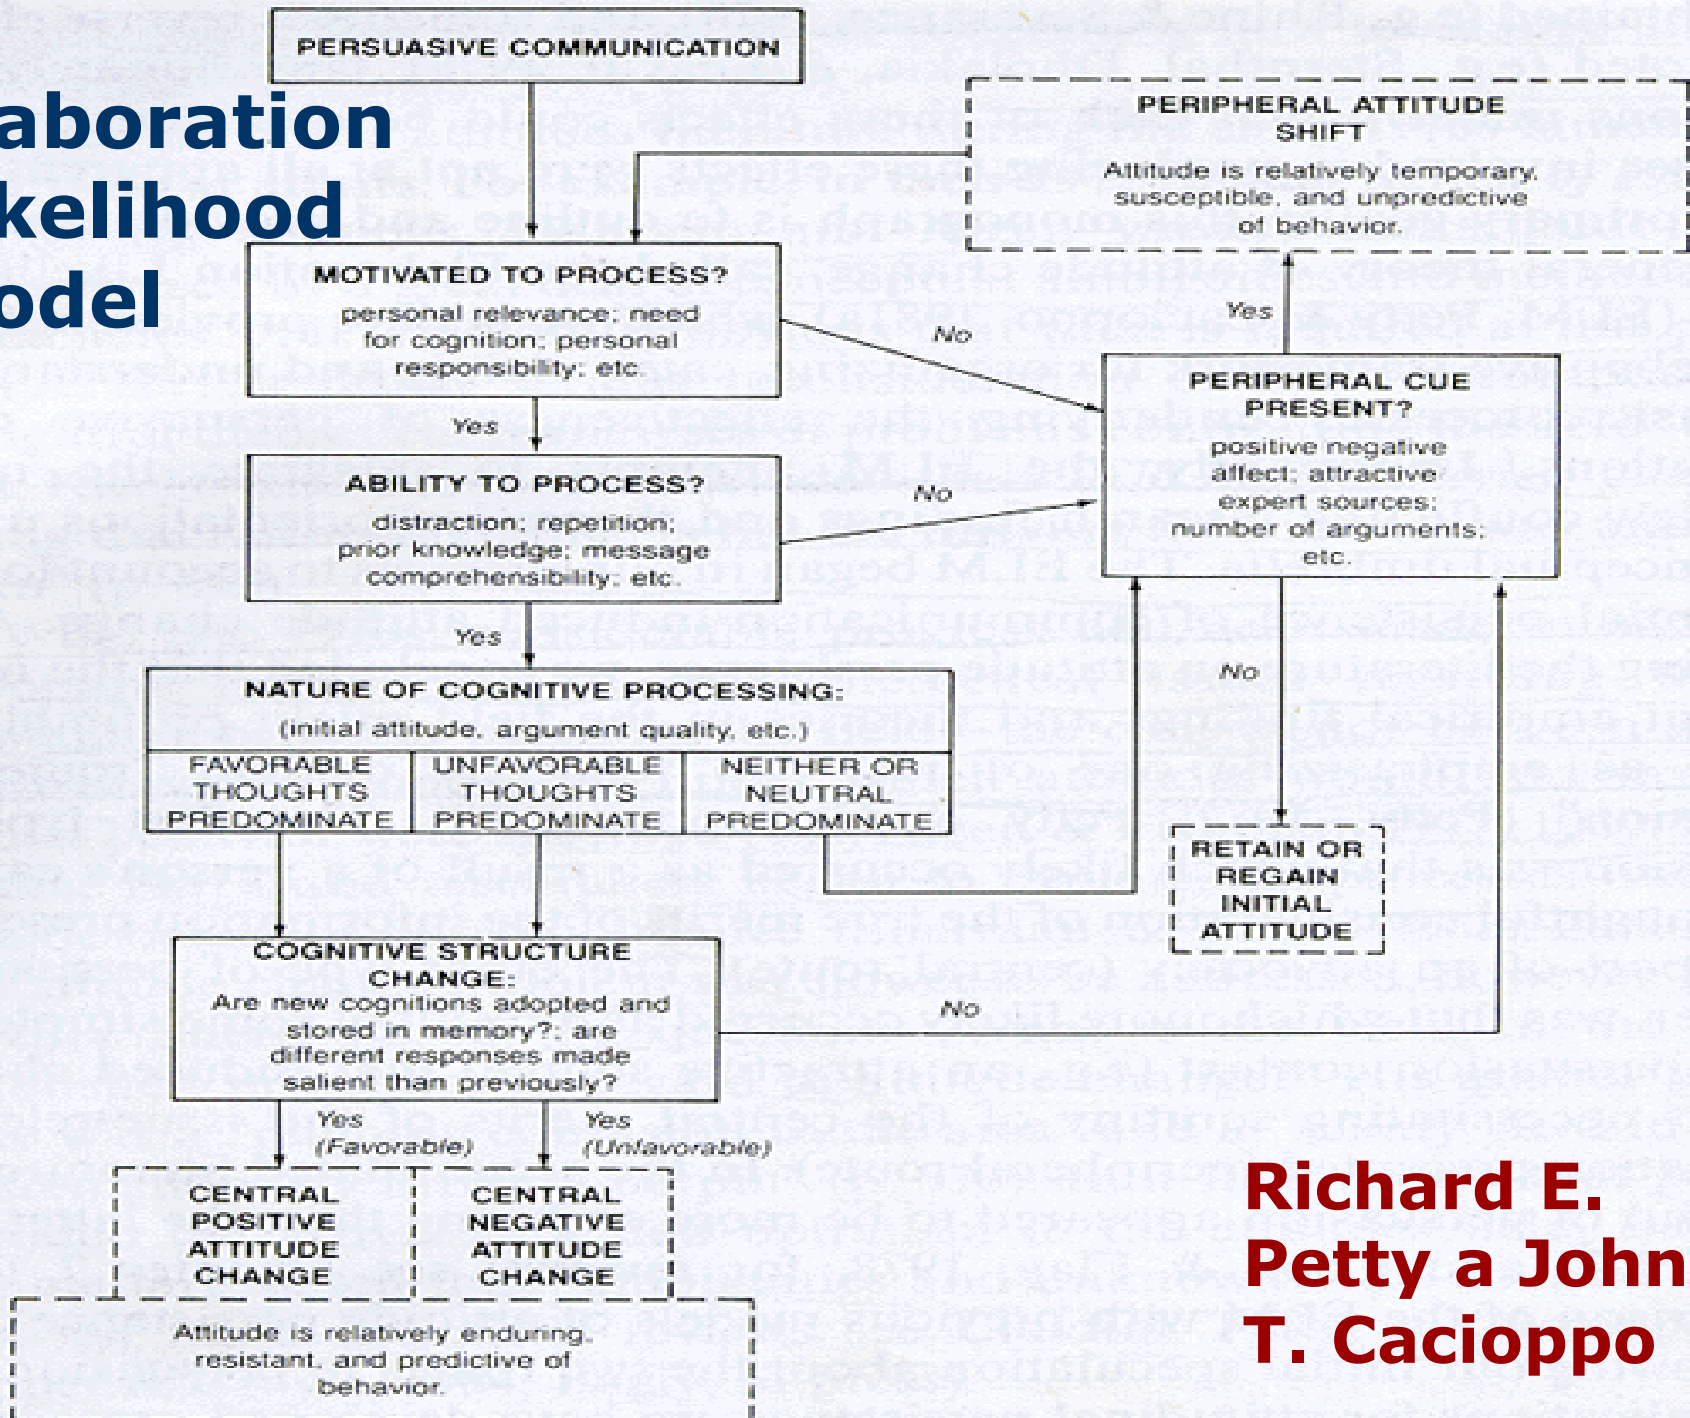 PERSUASIVE COMMUNICATION
aboration
kelihood
odel
PERIPHERAL ATTITUDE
SHIFT
Attitude is relatively temporary,
susceptible, and unpredictive
of behavior.
MOTIVATED TO PROCESS?
personal relevance; need
for cognition; personal
responsibility; etc.
No
Yes
Yes
PERIPHERAL CUE
PRESENT?
positive negative
affect; attractive
expert sources;
number of arguments;
etc.
ABILITY TO PROCESS?
distraction; repetition;
prior knowledge; message
comprehensibility; etc.
No
Yes
No
NATURE OF COGNITIVE PROCESSING:
(initial attitude, argument quality, etc.)
FAVORABLE
THOUGHTS
PREDOMINATE
UNFAVORABLE
THOUGHTS
PREDOMINATE
NEITHER OR
NEUTRAL
PREDOMINATE
RETAIN OR
REGAIN
INITIAL
ATTITUDE
COGNITIVE STRUCTURE
CHANGE:
Are new cognitions adopted and
stored in memory?; are
different responses made
salient than previously?
No
Yes
(Favorable)
Yes
(Unfavorable)
CENTRAL
POSITIVE
ATTITUDE
CHANGE
CENTRAL
NEGATIVE
ATTITUDE
CHANGE
Attitude is relatively enduring,
resistant, and predictive of
behavior.
Richard E.
Petty a John
T. Cacioppo